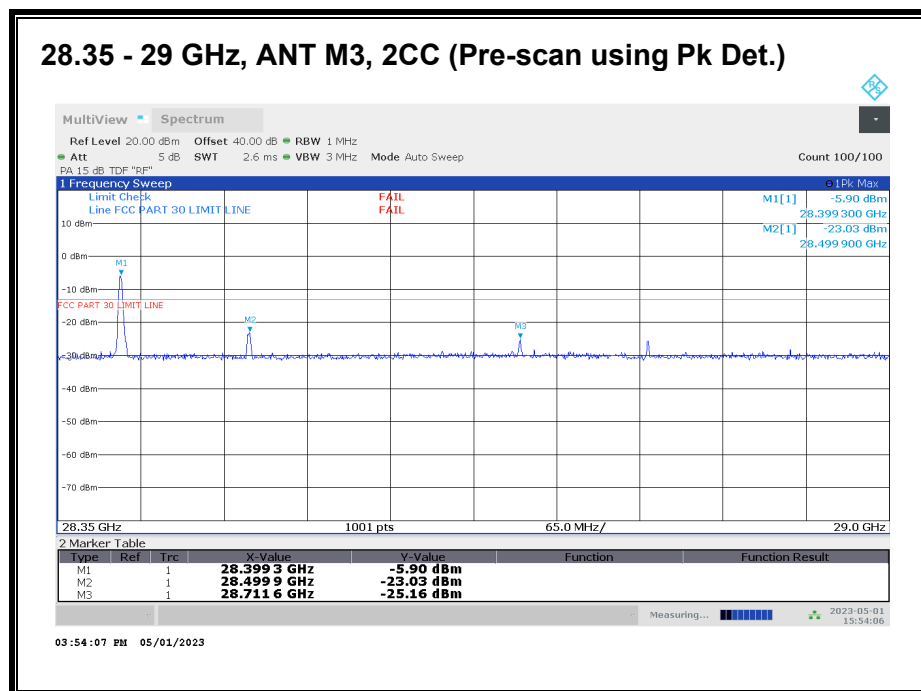 28.35 - 29 GHz, ANT M3, 2CC (Pre-scan using Pk Det.)
R&S
MultiView Spectrum
Ref Level 20.00 dBm Offset 40.00 dB RBW 1 MHz
Att 5 dB SWT 2.6 ms VBW 3 MHz Mode Auto Sweep Count 100/100
PA 15 dB TDF "RF"
1 Frequency Sweep 1Pk Max
Limit Check FAIL M1[1] -5.90 dBm
Line FCC PART 30 LIMIT LINE FAIL 28.399 300 GHz
10 dBm M2[1] -23.03 dBm
28.499 900 GHz
0 dBm
M1
-10 dBm
FCC PART 30 LIMIT LINE
-20 dBm M2 M3
-30 dBm
-40 dBm
-50 dBm
-60 dBm
-70 dBm
28.35 GHz 1001 pts 65.0 MHz/ 29.0 GHz
2 Marker Table
Type Ref Trc X-Value Y-Value Function Function Result
M1 1 28.399 3 GHz -5.90 dBm
M2 1 28.499 9 GHz -23.03 dBm
M3 1 28.711 6 GHz -25.16 dBm
Measuring... 2023-05-01
15:54:06
03:54:07 PM 05/01/2023